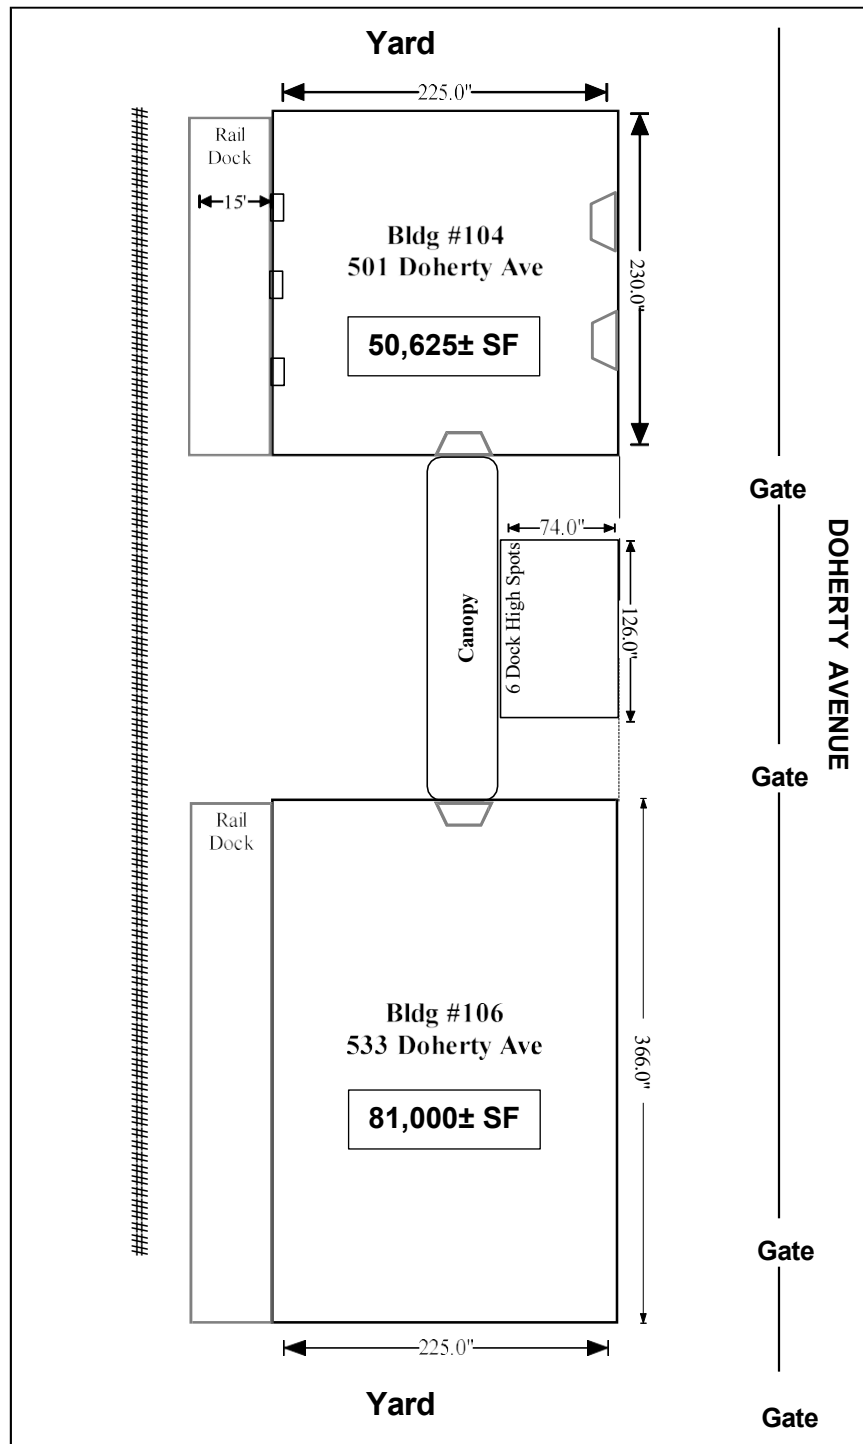 Yard
225.0"
Rail
Dock
15'
Bldg #104
501 Doherty Ave
230.0"
50,625± SF
Gate
74.0"
6 Dock High Spots
126.0"
Canopy
DOHERTY AVENUE
Gate
Rail
Dock
Bldg #106
533 Doherty Ave
366.0"
81,000± SF
Gate
225.0"
Yard
Gate